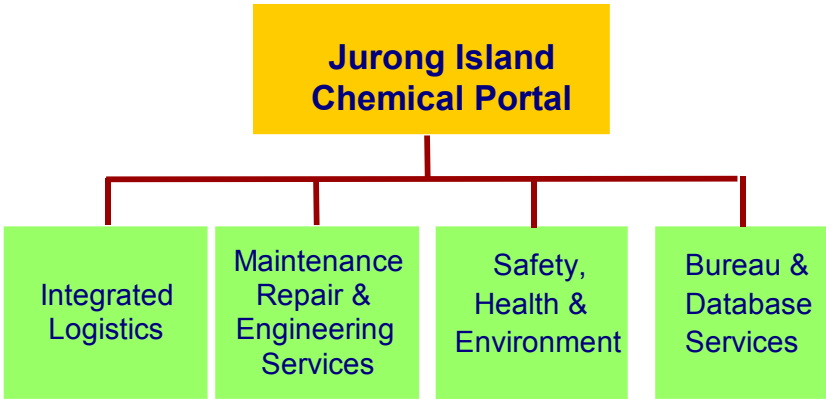 Jurong Island
Chemical Portal
Integrated
Logistics
Maintenance
Repair &
Engineering
Services
Safety,
Health &
Environment
Bureau &
Database
Services